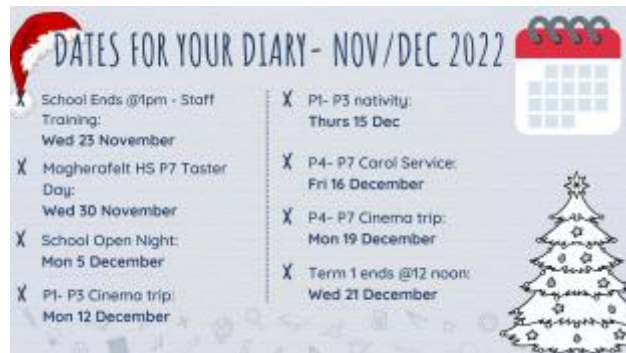 DATES FOR YOUR DIARY- NOV/DEC 2022
X School Ends @1pm - Staff
Training:
Wed 23 November
X Magherafelt HS P7 Taster
Day:
Wed 30 November
X School Open Night:
Mon 5 December
X P1- P3 Cinema trip:
Mon 12 December
X P1- P3 nativity:
Thurs 15 Dec
X P4- P7 Carol Service:
Fri 16 December
X P4- P7 Cinema trip:
Mon 19 December
X Term 1 ends @12 noon:
Wed 21 December